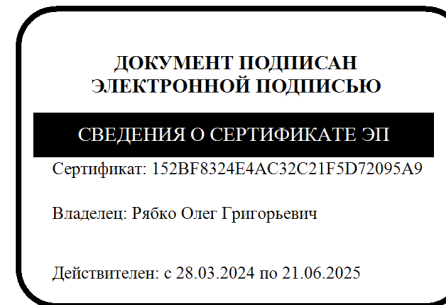 ДОКУМЕНТ ПОДПИСАН
ЭЛЕКТРОННОЙ ПОДПИСЬЮ
СВЕДЕНИЯ О СЕРТИФИКАТЕ ЭП
Сертификат: 152BF8324E4AC32C21F5D72095A9
Владелец: Рябко Олег Григорьевич
Действителен: с 28.03.2024 по 21.06.2025